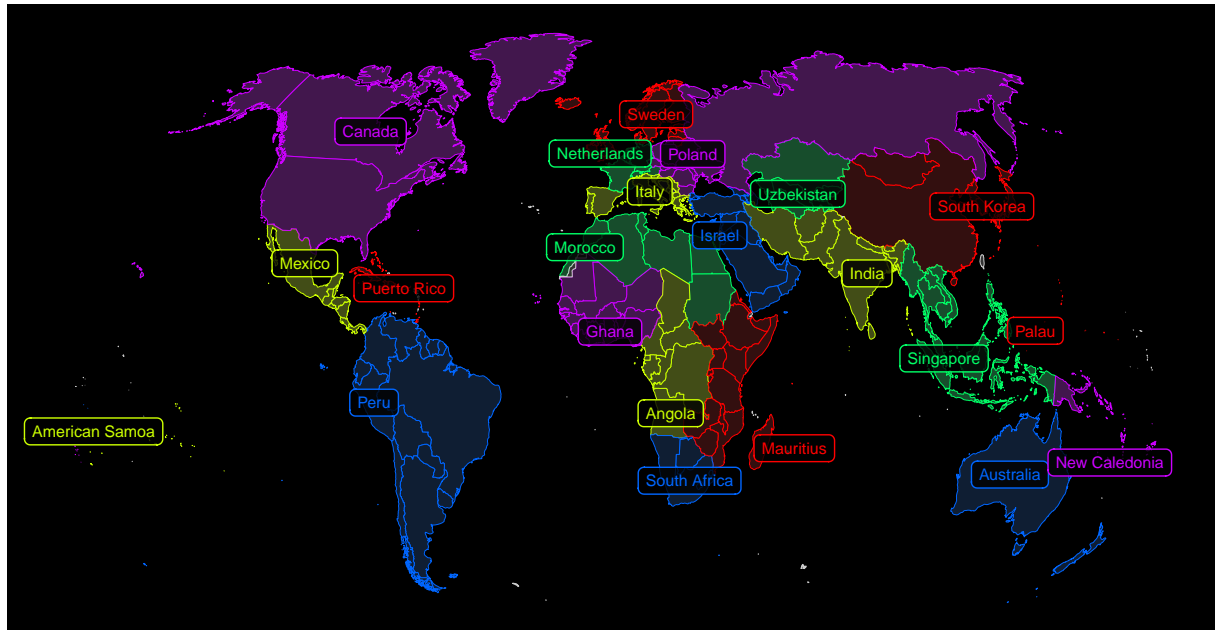 Sweden
Canada
Netherlands
Poland
Italy
Uzbekistan
South Korea
Israel
Morocco
Mexico
India
Puerto Rico
Ghana
Palau
Singapore
Peru
Angola
American Samoa
Mauritius
New Caledonia
South Africa
Australia